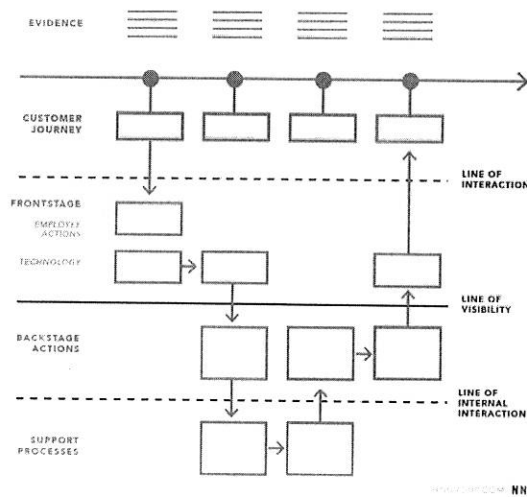 EVIDENCE
CUSTOMER
JOURNEY
LINE OF
INTERACTION
FRONTSTAGE
EMPLOYEE
ACTIONS
TECHNOLOGY
LINE OF
VISIBILITY
BACKSTAGE
ACTIONS
LINE OF
INTERNAL
INTERACTION
SUPPORT
PROCESSES
NN